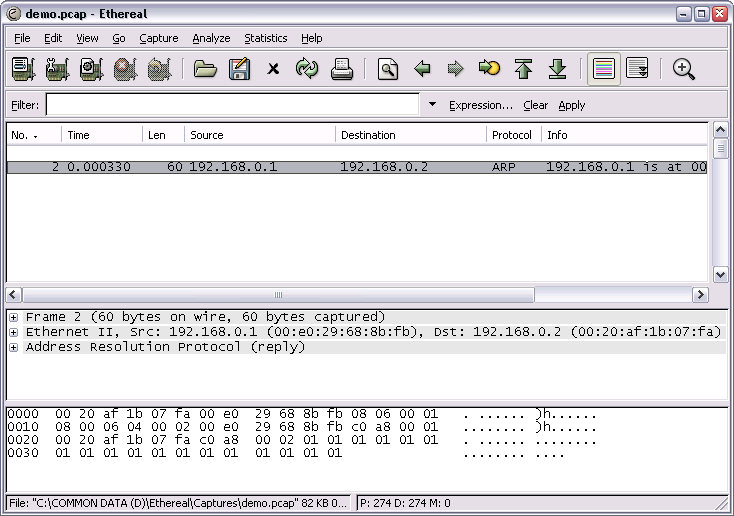 demo.pcap - Ethereal
File Edit View Go Capture Analyze Statistics Help
Filter: Expression... Clear Apply
No. Time Len Source Destination Protocol Info
2 0.000330 60 192.168.0.1 192.168.0.2 ARP 192.168.0.1 is at 00
Frame 2 (60 bytes on wire, 60 bytes captured)
Ethernet II, Src: 192.168.0.1 (00:e0:29:68:8b:fb), Dst: 192.168.0.2 (00:20:af:1b:07:fa)
Address Resolution Protocol (reply)
0000 00 20 af 1b 07 fa 00 e0 29 68 8b fb 08 06 00 01 . ...... )h......
0010 08 00 06 04 00 02 00 e0 29 68 8b fb c0 a8 00 01 ........ )h......
0020 00 20 af 1b 07 fa c0 a8 00 02 01 01 01 01 01 01 . ...... ........
0030 01 01 01 01 01 01 01 01 01 01 01 01 ........ ....
File: "C:\COMMON DATA (D)\Ethereal\Captures\demo.pcap" 82 KB 0... P: 274 D: 274 M: 0